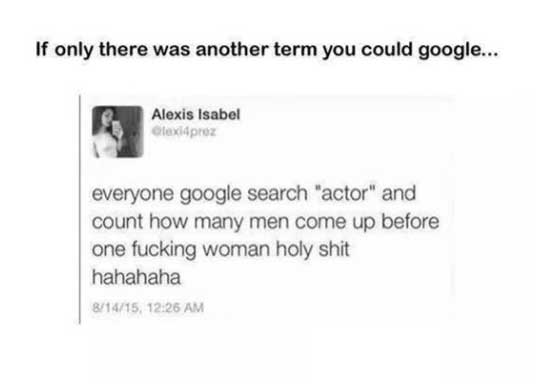 If only there was another term you could google...
Alexis Isabel
@lexi4prez
everyone google search "actor" and
count how many men come up before
one fucking woman holy shit
hahahaha
8/14/15, 12:26 AM